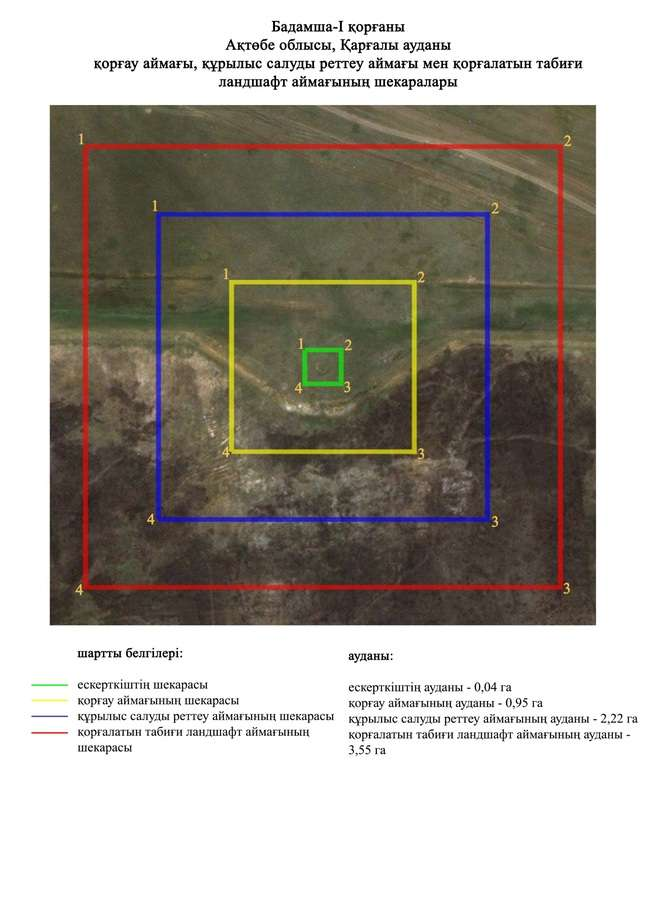 Бадамша-I қорғаны
Ақтөбе облысы, Қарғалы ауданы
қорғау аймағы, құрылыс салуды реттеу аймағы мен қорғалатын табиғи
ландшафт аймағының шекаралары
1 2
1 2
1 2
1 2
4 3
4 3
4 3
4 3
шартты белгілері:
ескерткіштің шекарасы
қорғау аймағының шекарасы
құрылыс салуды реттеу аймағының шекарасы
қорғалатын табиғи ландшафт аймағының
шекарасы
ауданы:
ескерткіштің ауданы - 0,04 га
қорғау аймағының ауданы - 0,95 га
құрылыс салуды реттеу аймағының ауданы - 2,22 га
қорғалатын табиғи ландшафт аймағының ауданы -
3,55 га